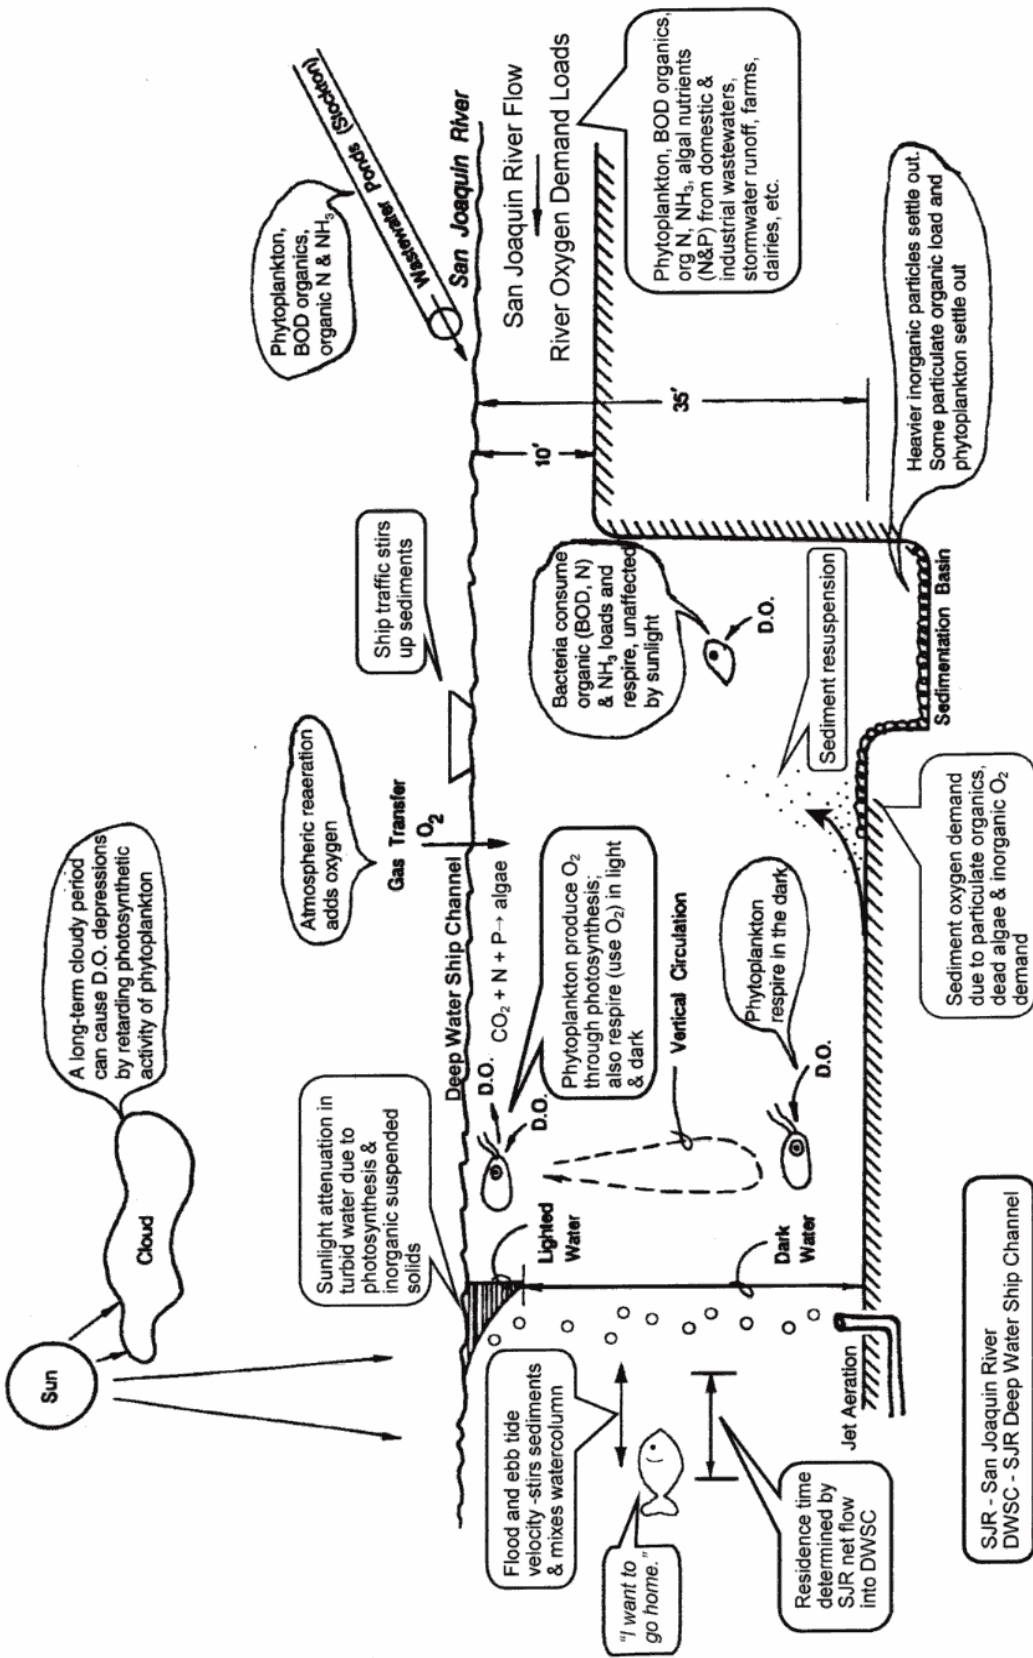 Sun
Cloud
A long-term cloudy period
can cause D.O. depressions
by retarding photosynthetic
activity of phytoplankton
Sunlight attenuation in
turbid water due to
photosynthesis &
inorganic suspended
solids
Atmospheric reaeration
adds oxygen
Gas Transfer
O₂
Ship traffic stirs
up sediments
Phytoplankton,
BOD organics,
organic N & NH₃
Wastewater Ponds (Stockton)
San Joaquin River
Deep Water Ship Channel
San Joaquin River Flow
River Oxygen Demand Loads
Phytoplankton, BOD organics,
org N, NH₃, algal nutrients
(N&P) from domestic &
industrial wastewaters,
stormwater runoff, farms,
dairies, etc.
10'
35'
Flood and ebb tide
velocity -stirs sediments
& mixes watercolumn
Lighted
Water
D.O.
D.O.
CO₂ + N + P → algae
Phytoplankton produce O₂
through photosynthesis;
also respire (use O₂) in light
& dark
Bacteria consume
organic (BOD, N)
& NH₃ loads and
respire, unaffected
by sunlight
D.O.
"I want to
go home."
Vertical Circulation
Dark
Water
Phytoplankton
respire in the dark
D.O.
Sediment resuspension
Residence time
determined by
SJR net flow
into DWSC
Jet Aeration
Sedimentation Basin
Heavier inorganic particles settle out.
Some particulate organic load and
phytoplankton settle out
Sediment oxygen demand
due to particulate organics,
dead algae & inorganic O₂
demand
SJR - San Joaquin River
DWSC - SJR Deep Water Ship Channel